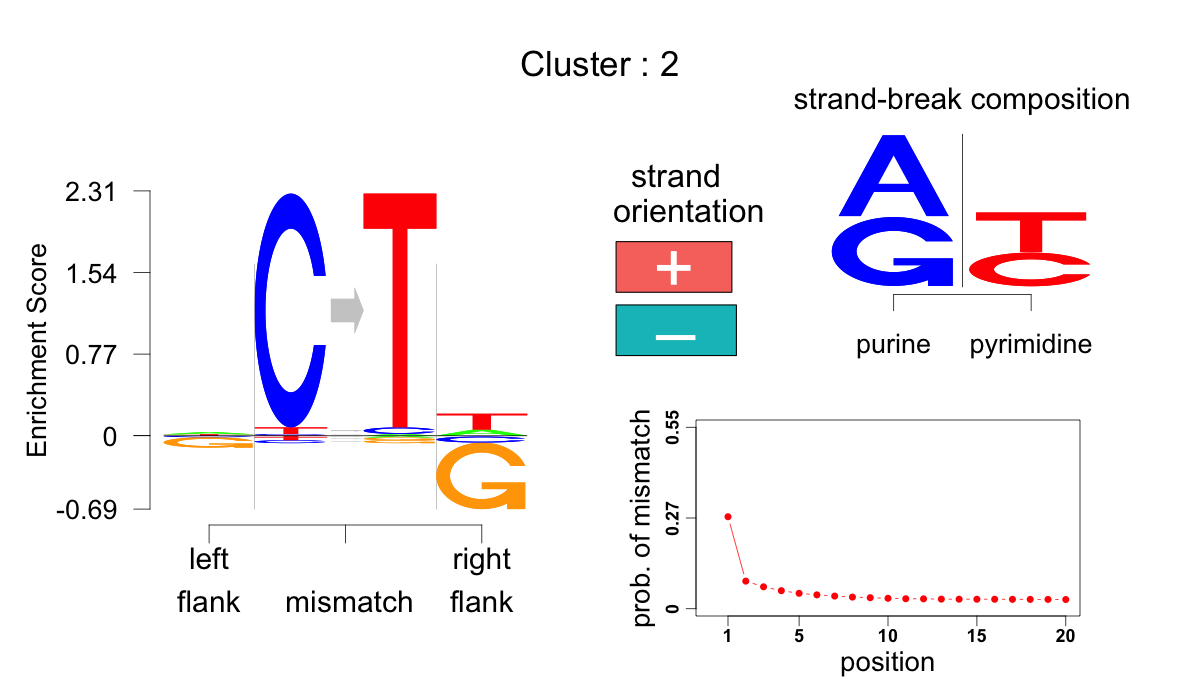 Cluster : 2
strand-break composition
A
G
T
C
purine
pyrimidine
strand
orientation
+
−
Enrichment Score
2.31
1.54
0.77
0
-0.69
C
T
T
C
C
G
G
T
A
C
G
left
flank
mismatch
right
flank
prob. of mismatch
0.55
0.27
0
1
5
10
15
20
position